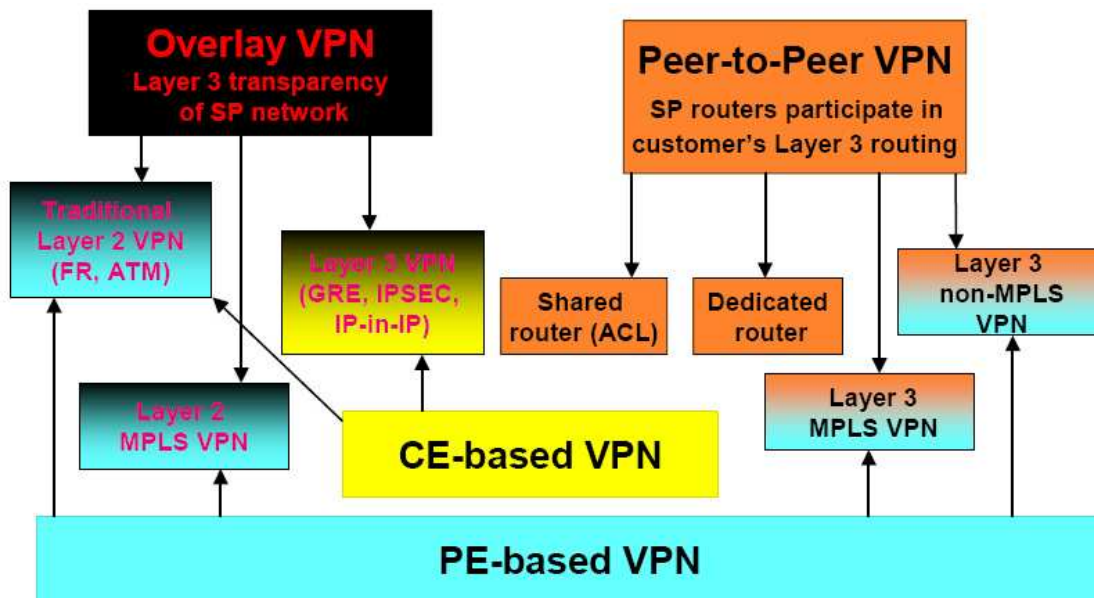 Overlay VPN
Layer 3 transparency
of SP network
Peer-to-Peer VPN
SP routers participate in
customer's Layer 3 routing
Traditional
Layer 2 VPN
(FR, ATM)
Layer 3 VPN
(GRE, IPSEC,
IP-in-IP)
Shared
router (ACL)
Dedicated
router
Layer 3
non-MPLS
VPN
Layer 2
MPLS VPN
Layer 3
MPLS VPN
CE-based VPN
PE-based VPN